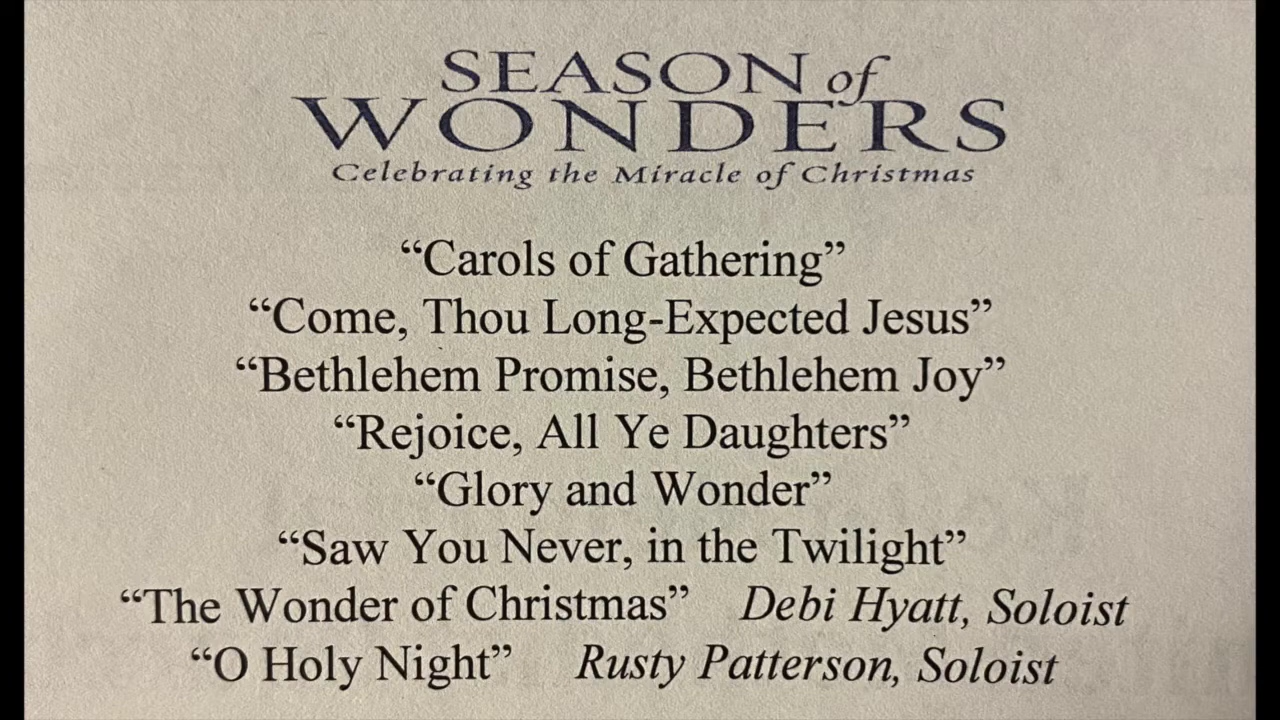 SEASON of
WONDERS
Celebrating the Miracle of Christmas
“Carols of Gathering”
“Come, Thou Long-Expected Jesus”
“Bethlehem Promise, Bethlehem Joy”
“Rejoice, All Ye Daughters”
“Glory and Wonder”
“Saw You Never, in the Twilight”
“The Wonder of Christmas” Debi Hyatt, Soloist
“O Holy Night” Rusty Patterson, Soloist